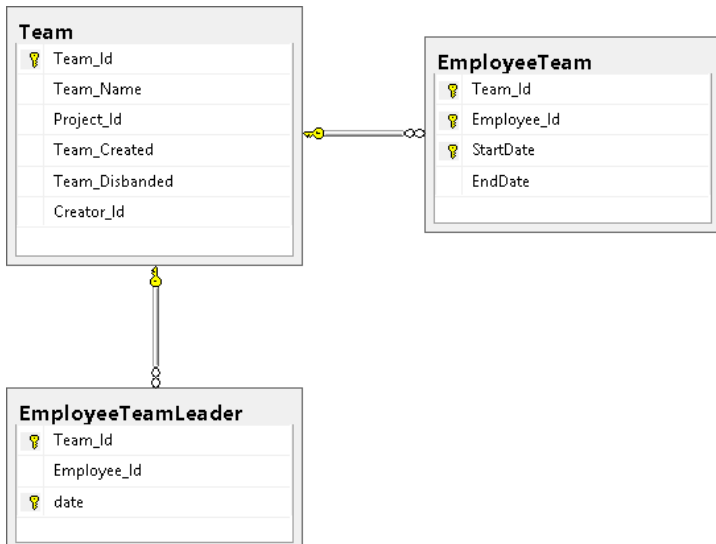 Team
Team_Id
Team_Name
Project_Id
Team_Created
Team_Disbanded
Creator_Id
EmployeeTeam
Team_Id
Employee_Id
StartDate
EndDate
EmployeeTeamLeader
Team_Id
Employee_Id
date